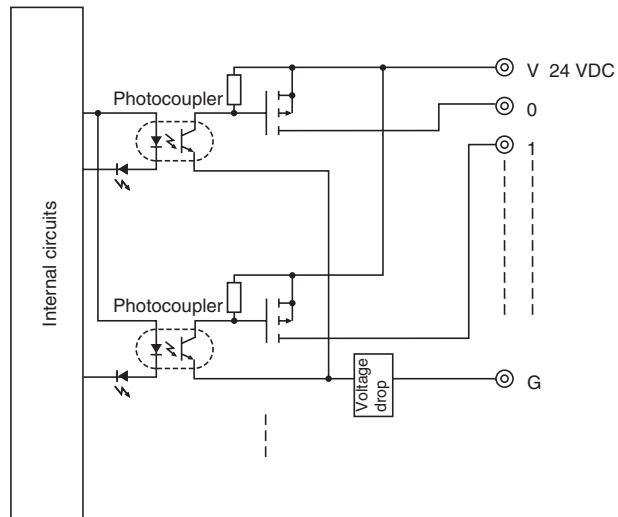 V 24 VDC
Photocoupler
0
1
Internal circuits
Photocoupler
Voltage
drop
G